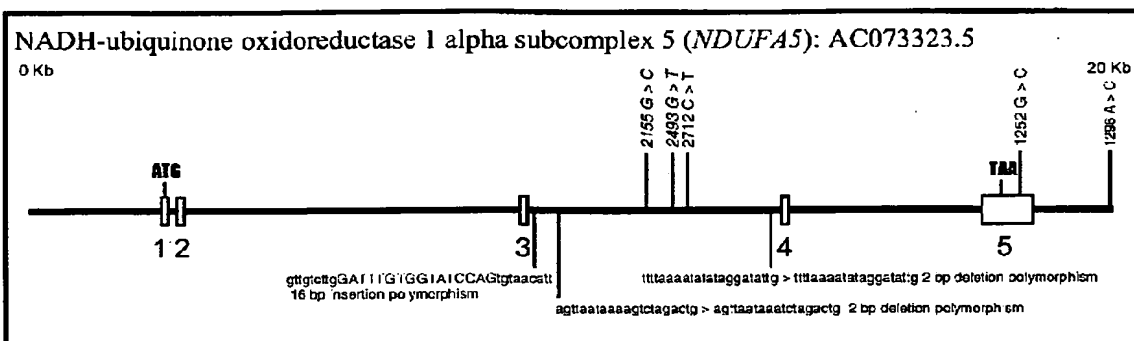 NADH-ubiquinone oxidoreductase 1 alpha subcomplex 5 (NDUFA5): AC073323.5
0 Kb
20 Kb
2155 G > C
2493 G > T
2712 C > T
1252 G > C
1296 A > C
ATG
TAA
1 2
3
4
5
gttgtcttgGATTTGTGGTATCCAGtgtaacatt
16 bp insertion polymorphism
ttttaaaatatataggatattg > ttttaaaatataggatattg 2 bp deletion polymorphism
agttaataaaagtctagactg > agttaataaatctagactg 2 bp deletion polymorphism